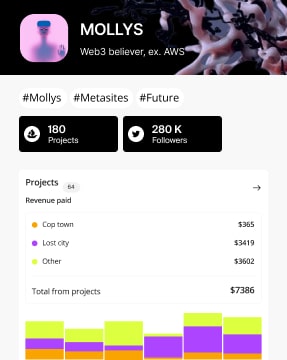 MOLLYS
Web3 believer, ex. AWS
#Mollys #Metasites #Future
180
Projects
280 K
Followers
Projects 64
Revenue paid
Cop town $365
Lost city $3419
Other $3602
Total from projects $7386